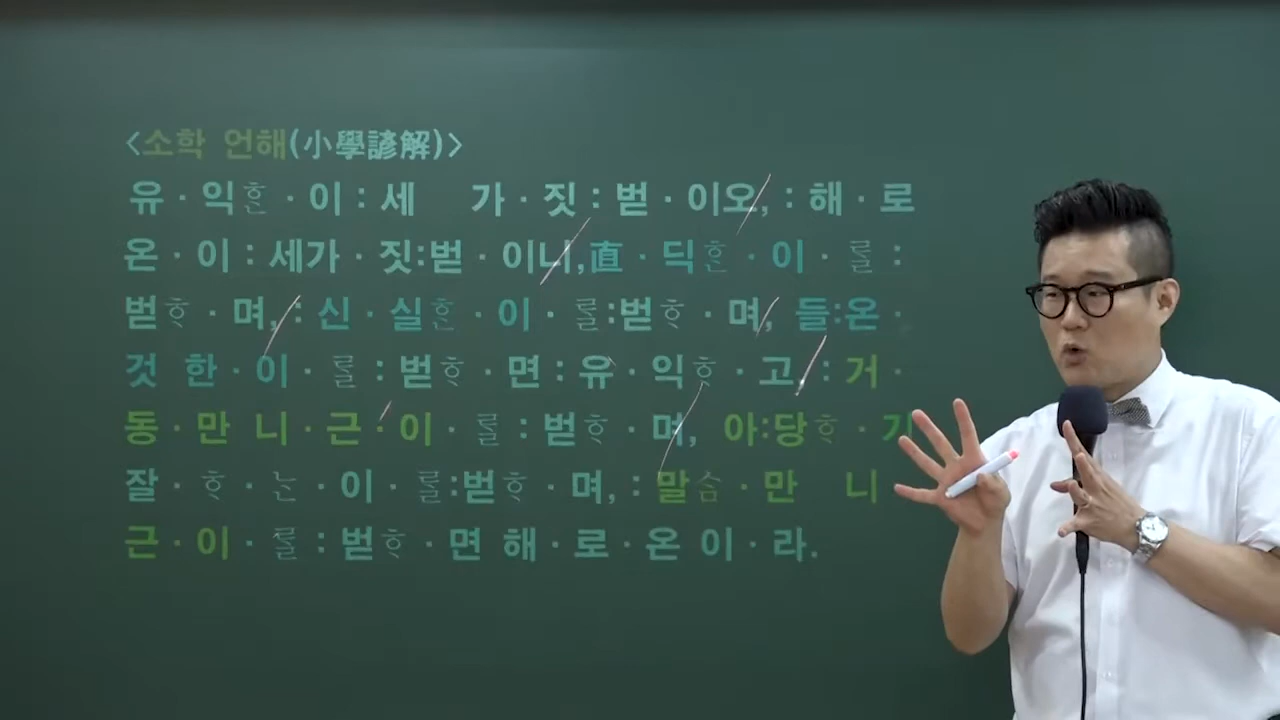 <소학 언해(小學諺解)>
유 · 익ᄒᆞᆫ · 이 : 세 가 · 짓 : 벋 · 이오, : 해 · 로
온 · 이 : 세가 · 짓:벋 · 이니,直 · 딕ᄒᆞᆫ · 이 · ᄅᆞᆯ :
벋ᄒᆞ · 며, : 신 · 실ᄒᆞᆫ · 이 · ᄅᆞᆯ:벋ᄒᆞ · 며, 들:온 ·
것 한 · 이 · ᄅᆞᆯ : 벋ᄒᆞ · 면 : 유 · 익ᄒᆞ · 고, : 거 ·
동 · 만 니 · 근 · 이 · ᄅᆞᆯ : 벋ᄒᆞ · 며, 아:당ᄒᆞ · 기
잘 · ᄒᆞ · ᄂᆞᆫ · 이 · ᄅᆞᆯ:벋ᄒᆞ · 며, : 말ᄉᆞᆷ · 만 니
근 · 이 · ᄅᆞᆯ : 벋ᄒᆞ · 면 해 · 로 · 온 이 · 라.